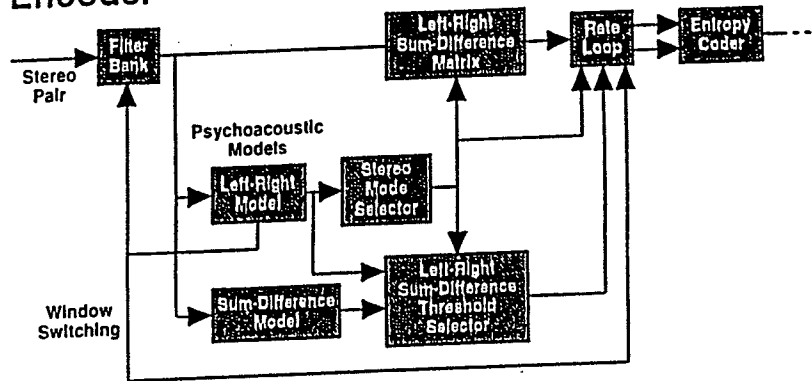 Encoder
Filter
Bank
Stereo
Pair
Left-Right
Sum-Difference
Matrix
Rate
Loop
Entropy
Coder
Psychoacoustic
Models
Left-Right
Model
Stereo
Mode
Selector
Sum-Difference
Model
Left-Right
Sum-Difference
Threshold
Selector
Window
Switching